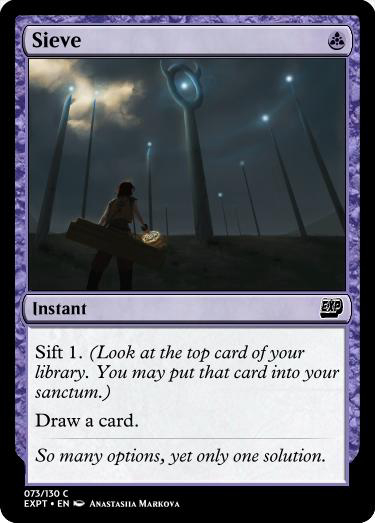 Sieve
Instant
EXP
Sift 1. (Look at the top card of your
library. You may put that card into your
sanctum.)
Draw a card.
So many options, yet only one solution.
073/130 C
EXPT • EN Anastasiia Markova